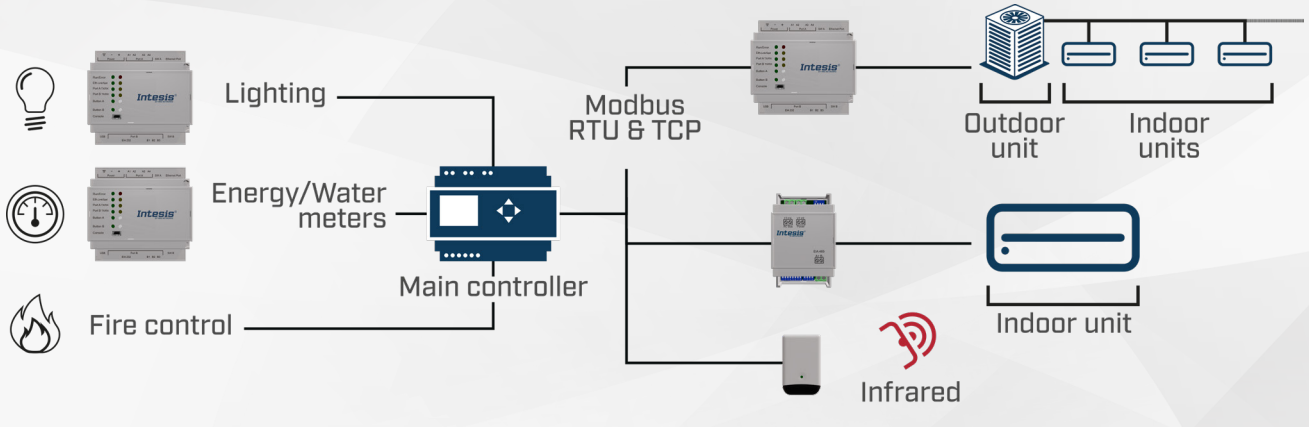 Intesis
Lighting
Intesis
Energy/Water
meters
Fire control
Main controller
Modbus
RTU & TCP
Intesis
Outdoor
unit
Indoor
units
Intesis
Indoor unit
Infrared